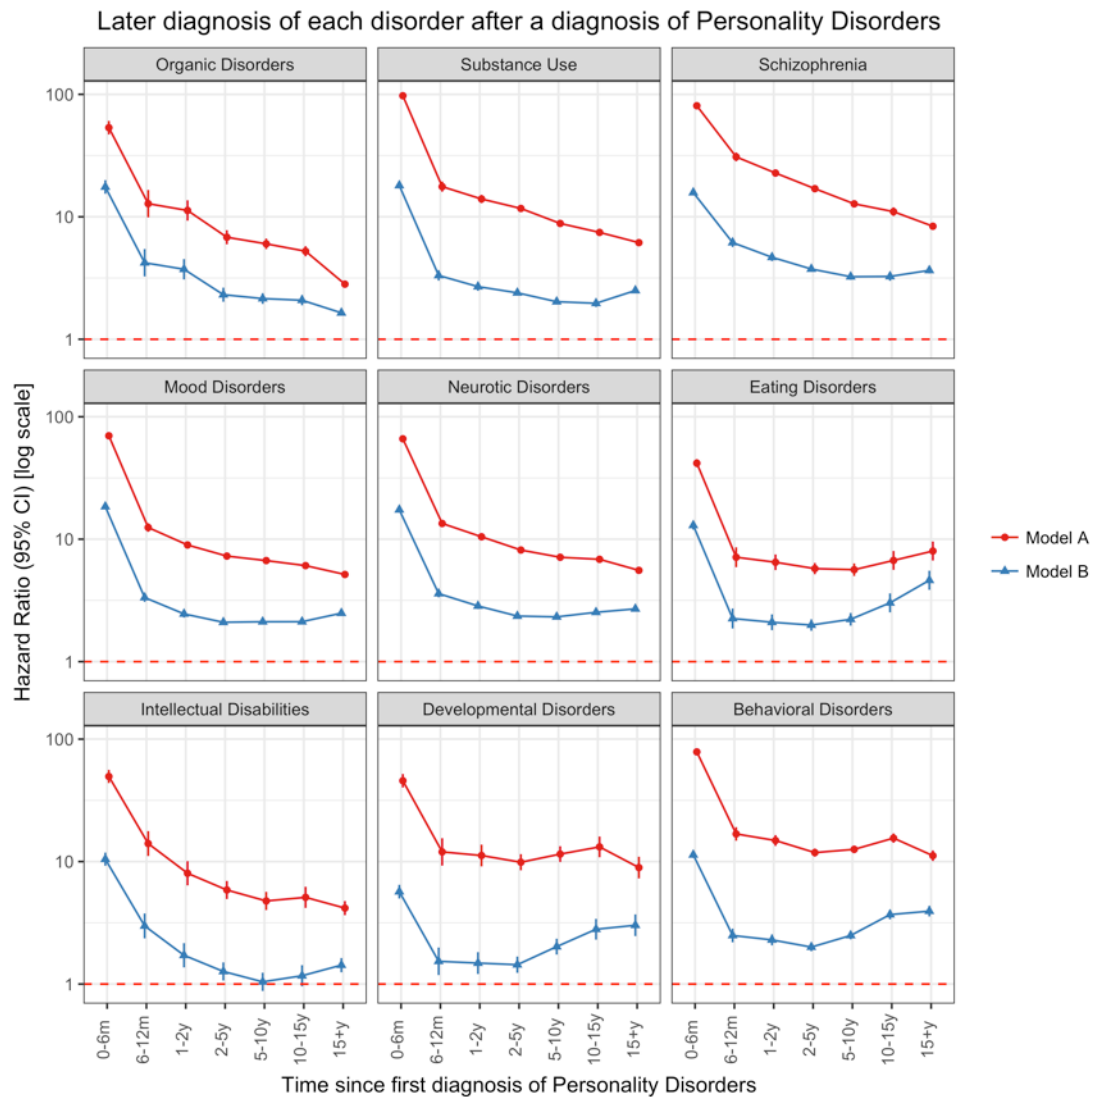 Later diagnosis of each disorder after a diagnosis of Personality Disorders
Organic Disorders
Substance Use
Schizophrenia
100
10
1
Mood Disorders
Neurotic Disorders
Eating Disorders
100
10
1
Intellectual Disabilities
Developmental Disorders
Behavioral Disorders
100
10
1
Hazard Ratio (95% CI) [log scale]
0-6m
6-12m
1-2y
2-5y
5-10y
10-15y
15+y
0-6m
6-12m
1-2y
2-5y
5-10y
10-15y
15+y
0-6m
6-12m
1-2y
2-5y
5-10y
10-15y
15+y
Time since first diagnosis of Personality Disorders
Model A
Model B